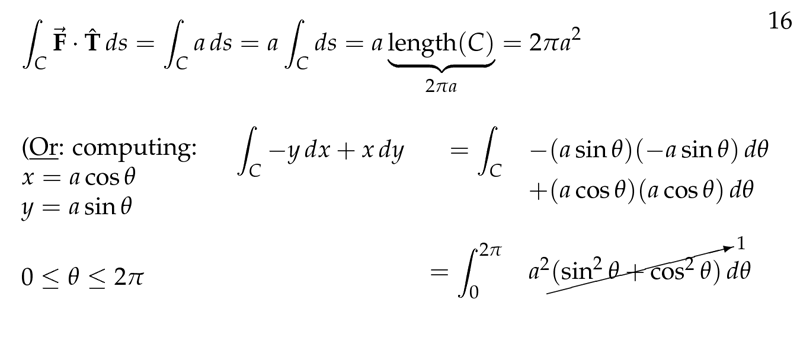 16
∫_C F⃗ · T̂ ds = ∫_C a ds = a ∫_C ds = a length(C) = 2πa²
2πa
(Or: computing: ∫_C −y dx + x dy = ∫_C −(a sin θ)(−a sin θ) dθ
x = a cos θ
+(a cos θ)(a cos θ) dθ
y = a sin θ
1
0 ≤ θ ≤ 2π = ∫_0^{2π} a²(sin² θ + cos² θ) dθ